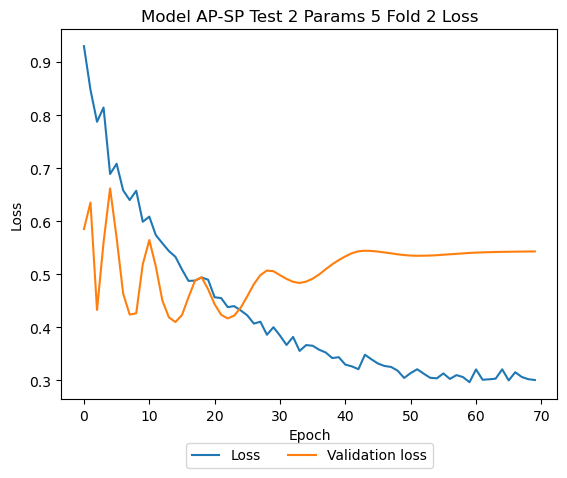 Model AP-SP Test 2 Params 5 Fold 2 Loss
Loss
0.9
0.8
0.7
0.6
0.5
0.4
0.3
0 10 20 30 40 50 60 70
Epoch
Loss Validation loss